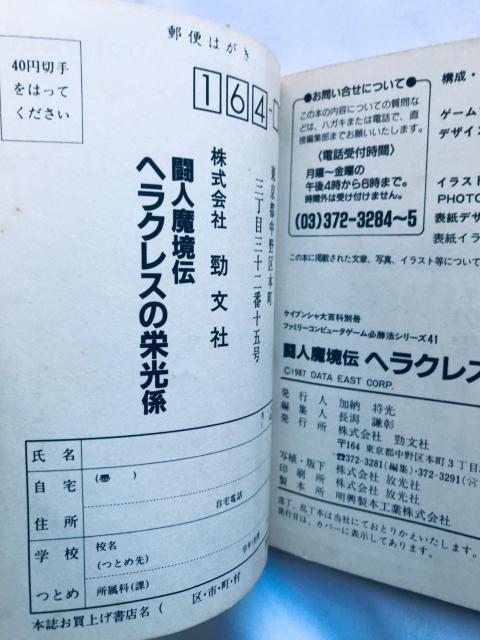 郵便はがき
40円切手
をはって
ください
164-
東京都中野区本町
三丁目三十二番十五号
株式会社 勁文社
闘人魔境伝
ヘラクレスの栄光係
氏名
自宅
(☎ )
自宅電話
住所
学校
校名
(つとめ先)
つとめ
所属科(課)
区・市・町・村
本誌お買上げ書店名(
●お問い合せについて●
この本の内容についての質問な
どは、ハガキまたは電話で、直
接編集部までお願いいたします。
〈電話受付時間〉
月曜〜金曜の
午後4時から6時まで。
時間外は受け付けません。
(03)372-3284〜5
構成・
ゲーム
デザイン
イラスト
PHOTO
表紙デザ
表紙イラ
この本に掲載された文章、写真、イラスト等につい
ケイブンシャ大百科別冊
ファミリーコンピュータゲーム必勝法シリーズ41
闘人魔境伝 ヘラクレス
©1987 DATA EAST CORP.
発行人 加納 将光
編集人 長潟 謙彰
発行所 株式会社 勁文社
〒164 東京都中野区本町3丁目
☎372-3281(編集)・372-3291(営
写植・版下 株式会社 放光社
印刷所 株式会社 放光社
製本所 明興製本工業株式会社
落丁、乱丁本は当社にておとりかえいたします。
発行日は、カバーに表示してあります。